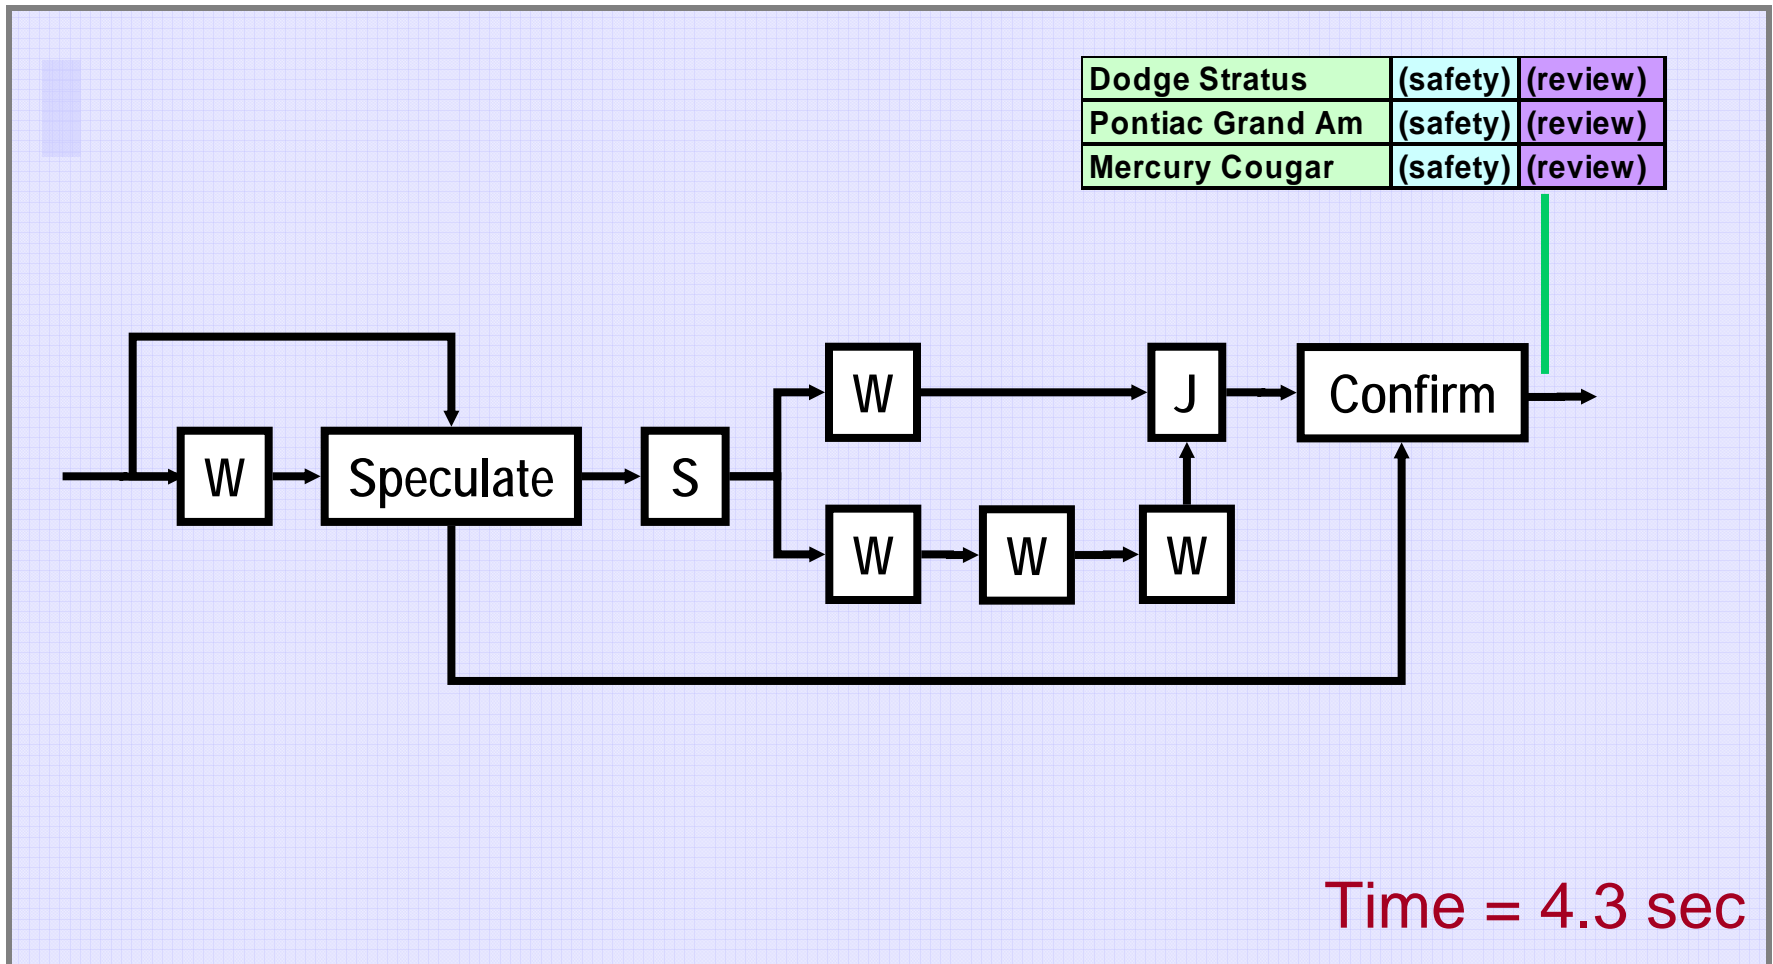 Dodge Stratus (safety) (review)
Pontiac Grand Am (safety) (review)
Mercury Cougar (safety) (review)
W J Confirm
W Speculate S
W W W
Time = 4.3 sec